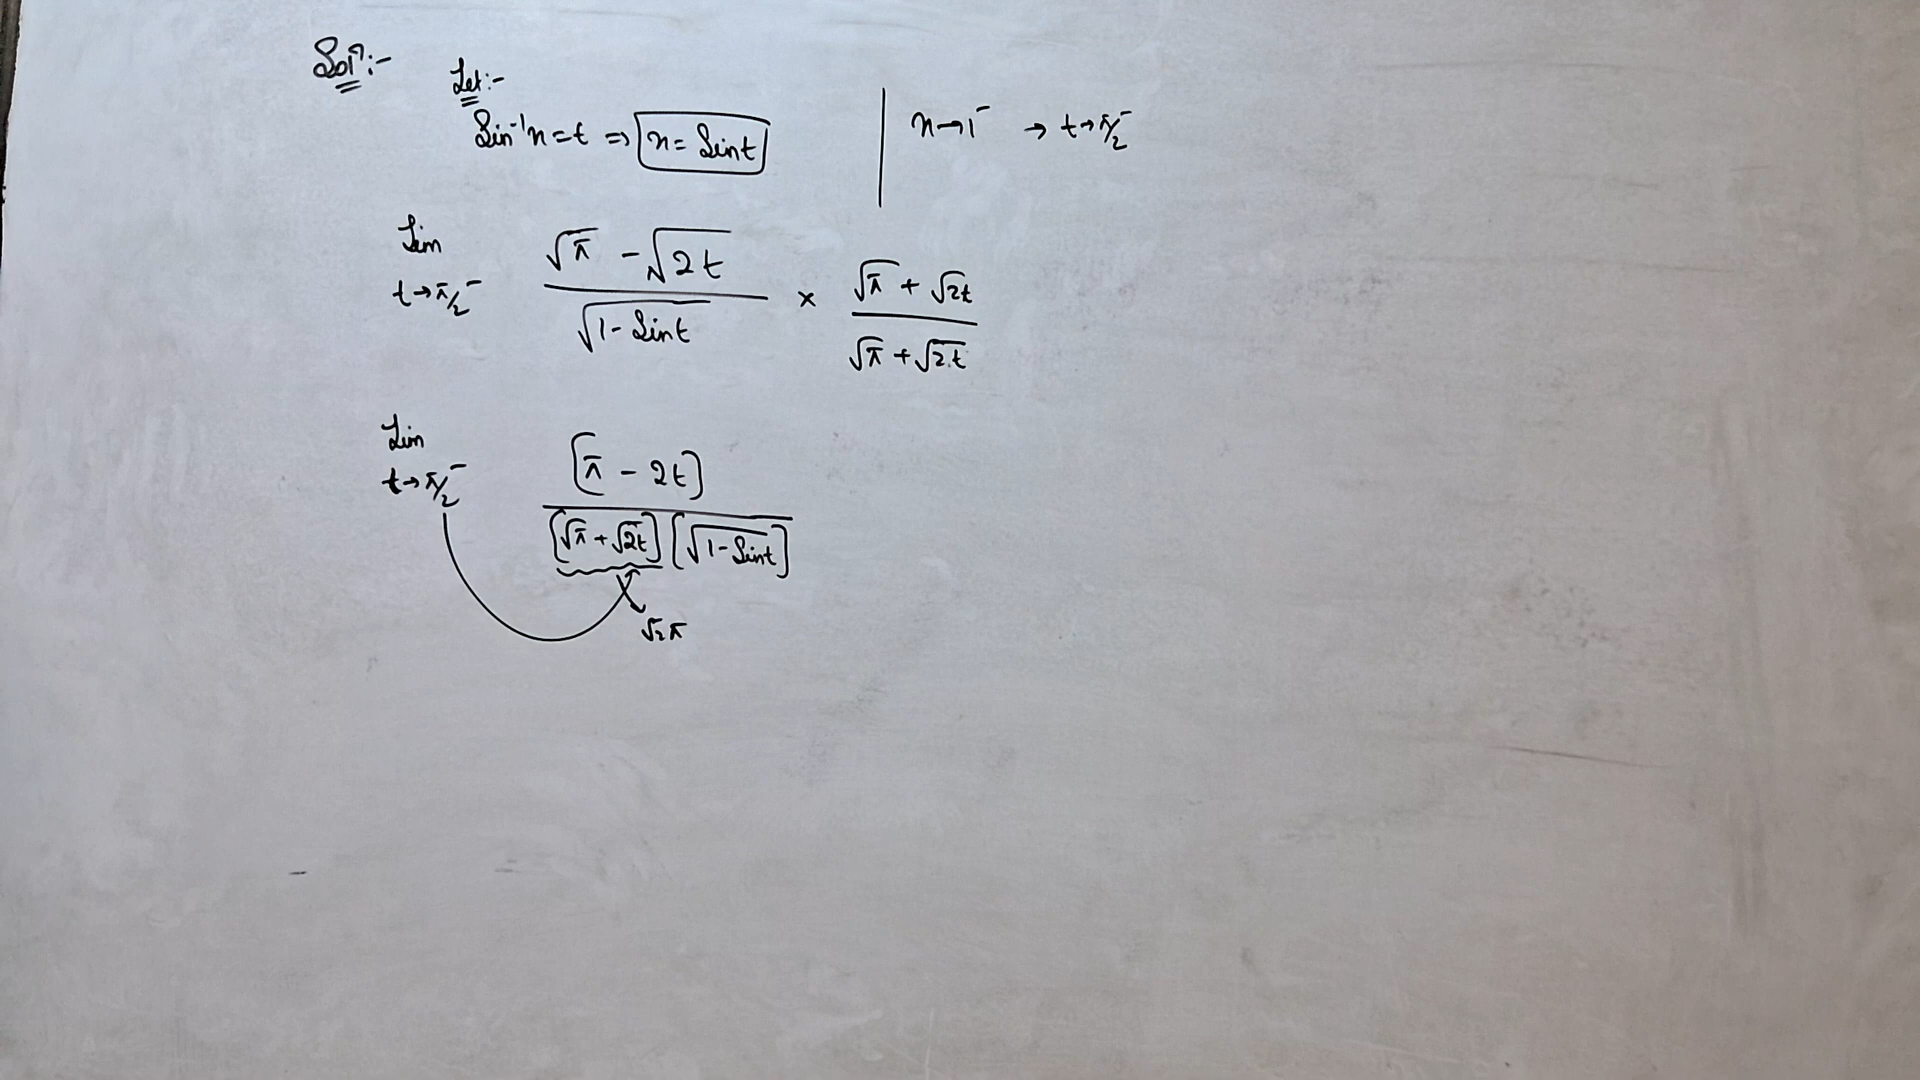 Solⁿ:-
Let:-
Sin⁻¹x=t ⇒ x= Sint | x→1⁻ → t→π/2⁻
Lim t→π/2⁻ (√π - √2t)/(√1- Sint) × (√π + √2t)/(√π + √2t)
Lim t→π/2⁻ [π - 2t]/([√π + √2t] [√1-Sint])
√2π